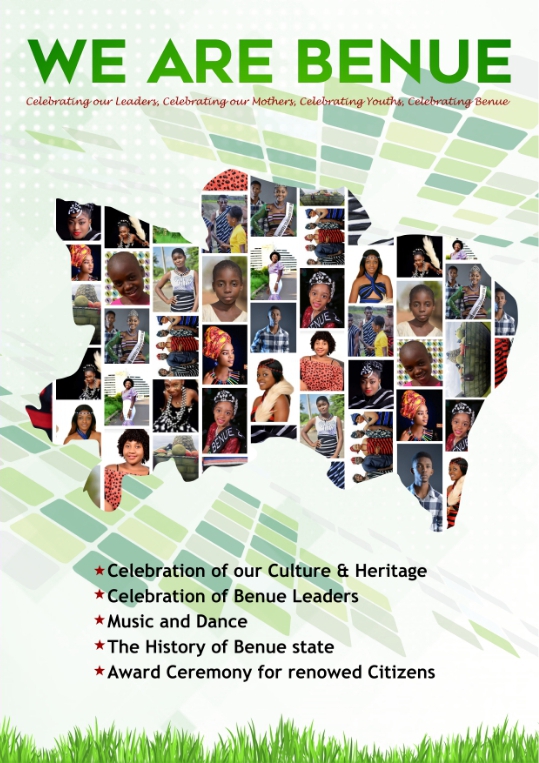 WE ARE BENUE
Celebrating our Leaders, Celebrating our Mothers, Celebrating Youths, Celebrating Benue
BENUE
★Celebration of our Culture & Heritage
★Celebration of Benue Leaders
★Music and Dance
★The History of Benue state
★Award Ceremony for renowed Citizens